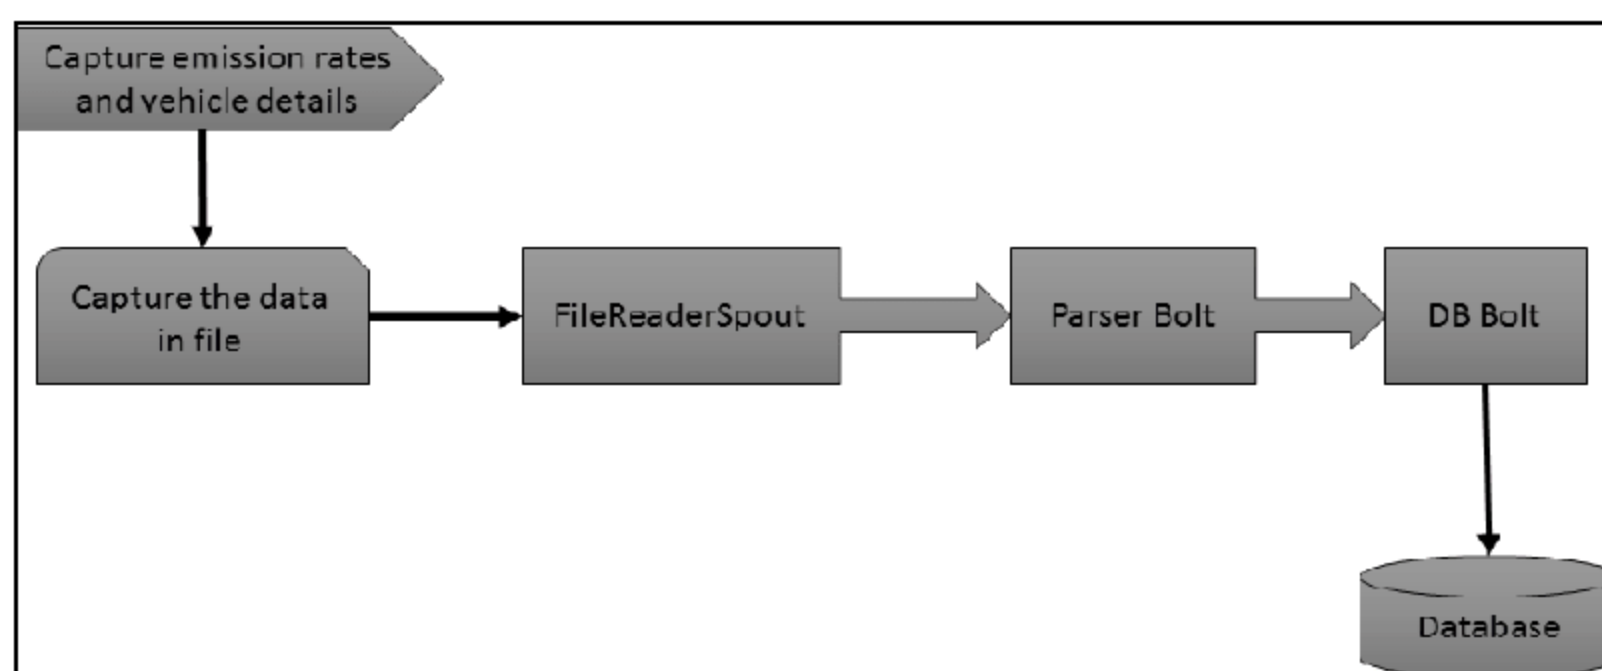 Capture emission rates
and vehicle details
Capture the data
in file
FileReaderSpout
Parser Bolt
DB Bolt
Database